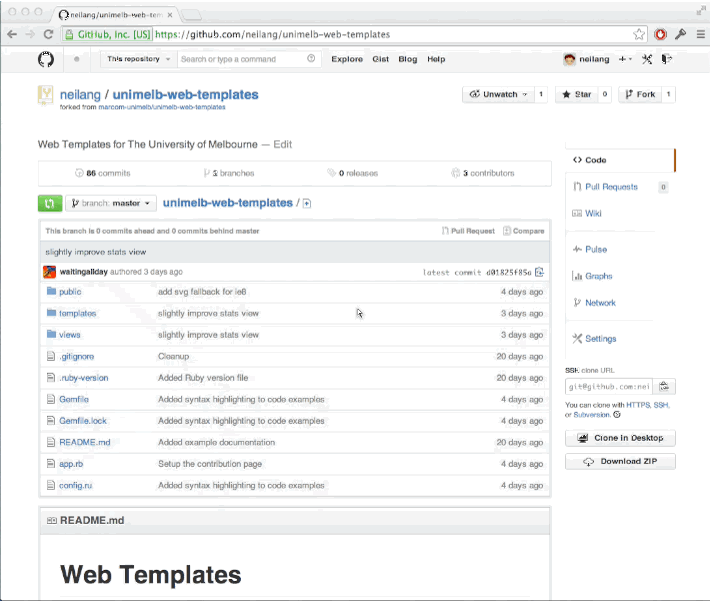 neilang/unimelb-web-tem
GitHub, Inc. [US] https://github.com/neilang/unimelb-web-templates
This repository Search or type a command Explore Gist Blog Help neilang
neilang / unimelb-web-templates
forked from marcom-unimelb/unimelb-web-templates
Unwatch 1 Star 0 Fork 1
Web Templates for The University of Melbourne — Edit
86 commits branches 0 releases 3 contributors
branch: master unimelb-web-templates /
This branch is 0 commits ahead and 0 commits behind master Pull Request Compare
slightly improve stats view
waitingallday authored 3 days ago latest commit d01825f85a
public add svg fallback for ie8 4 days ago
templates slightly improve stats view 3 days ago
views slightly improve stats view 3 days ago
.gitignore Cleanup 20 days ago
.ruby-version Added Ruby version file 20 days ago
Gemfile Added syntax highlighting to code examples 4 days ago
Gemfile.lock Added syntax highlighting to code examples 4 days ago
README.md Added example documentation 20 days ago
app.rb Setup the contribution page 4 days ago
config.ru Added syntax highlighting to code examples 4 days ago
README.md
Web Templates
Code
Pull Requests 0
Wiki
Pulse
Graphs
Network
Settings
SSH clone URL
git@github.com:nei
You can clone with HTTPS, SSH,
or Subversion.
Clone in Desktop
Download ZIP